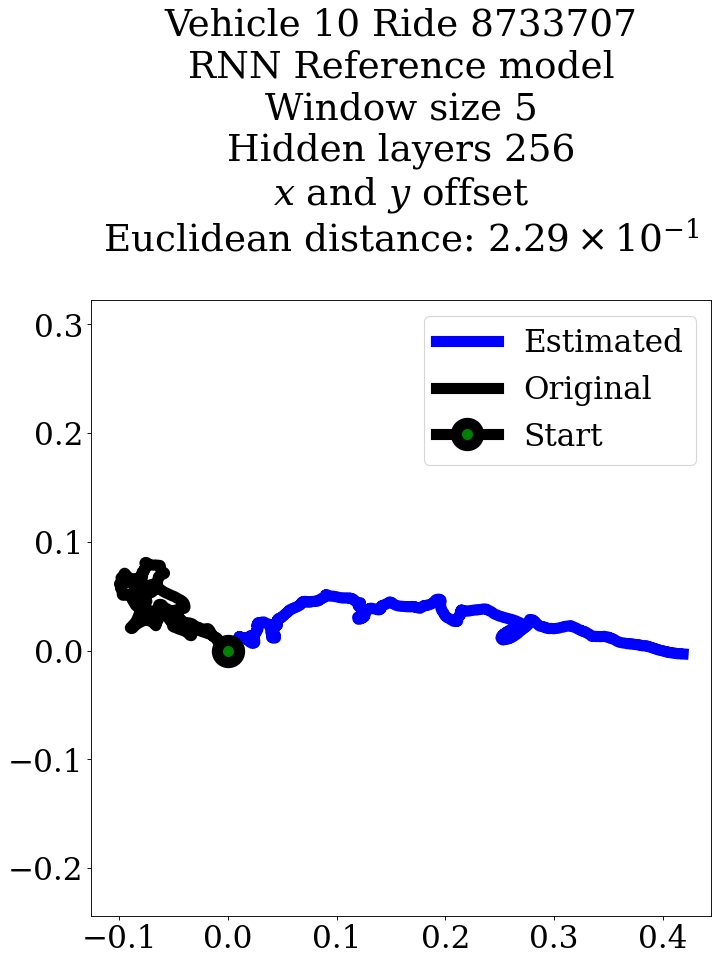 Vehicle 10 Ride 8733707
RNN Reference model
Window size 5
Hidden layers 256
x and y offset
Euclidean distance: 2.29 × 10⁻¹
Estimated
Original
Start
0.3
0.2
0.1
0.0
−0.1
−0.2
−0.1 0.0 0.1 0.2 0.3 0.4